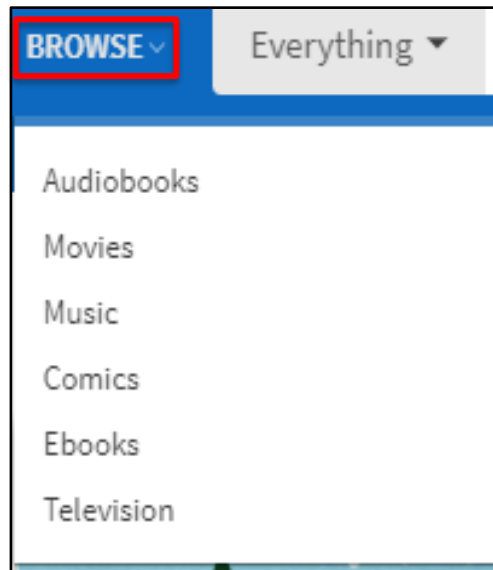 BROWSE Everything
Audiobooks
Movies
Music
Comics
Ebooks
Television